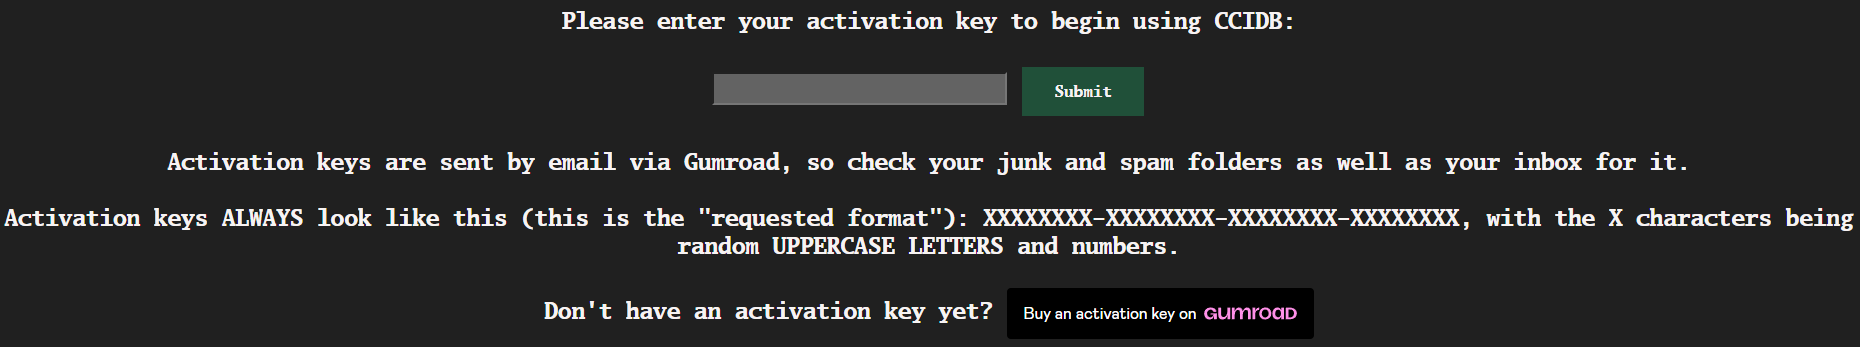 Please enter your activation key to begin using CCIDB:
Submit
Activation keys are sent by email via Gumroad, so check your junk and spam folders as well as your inbox for it.
Activation keys ALWAYS look like this (this is the "requested format"): XXXXXXXX-XXXXXXXX-XXXXXXXX-XXXXXXXX, with the X characters being
random UPPERCASE LETTERS and numbers.
Don't have an activation key yet? Buy an activation key on GUMROAD